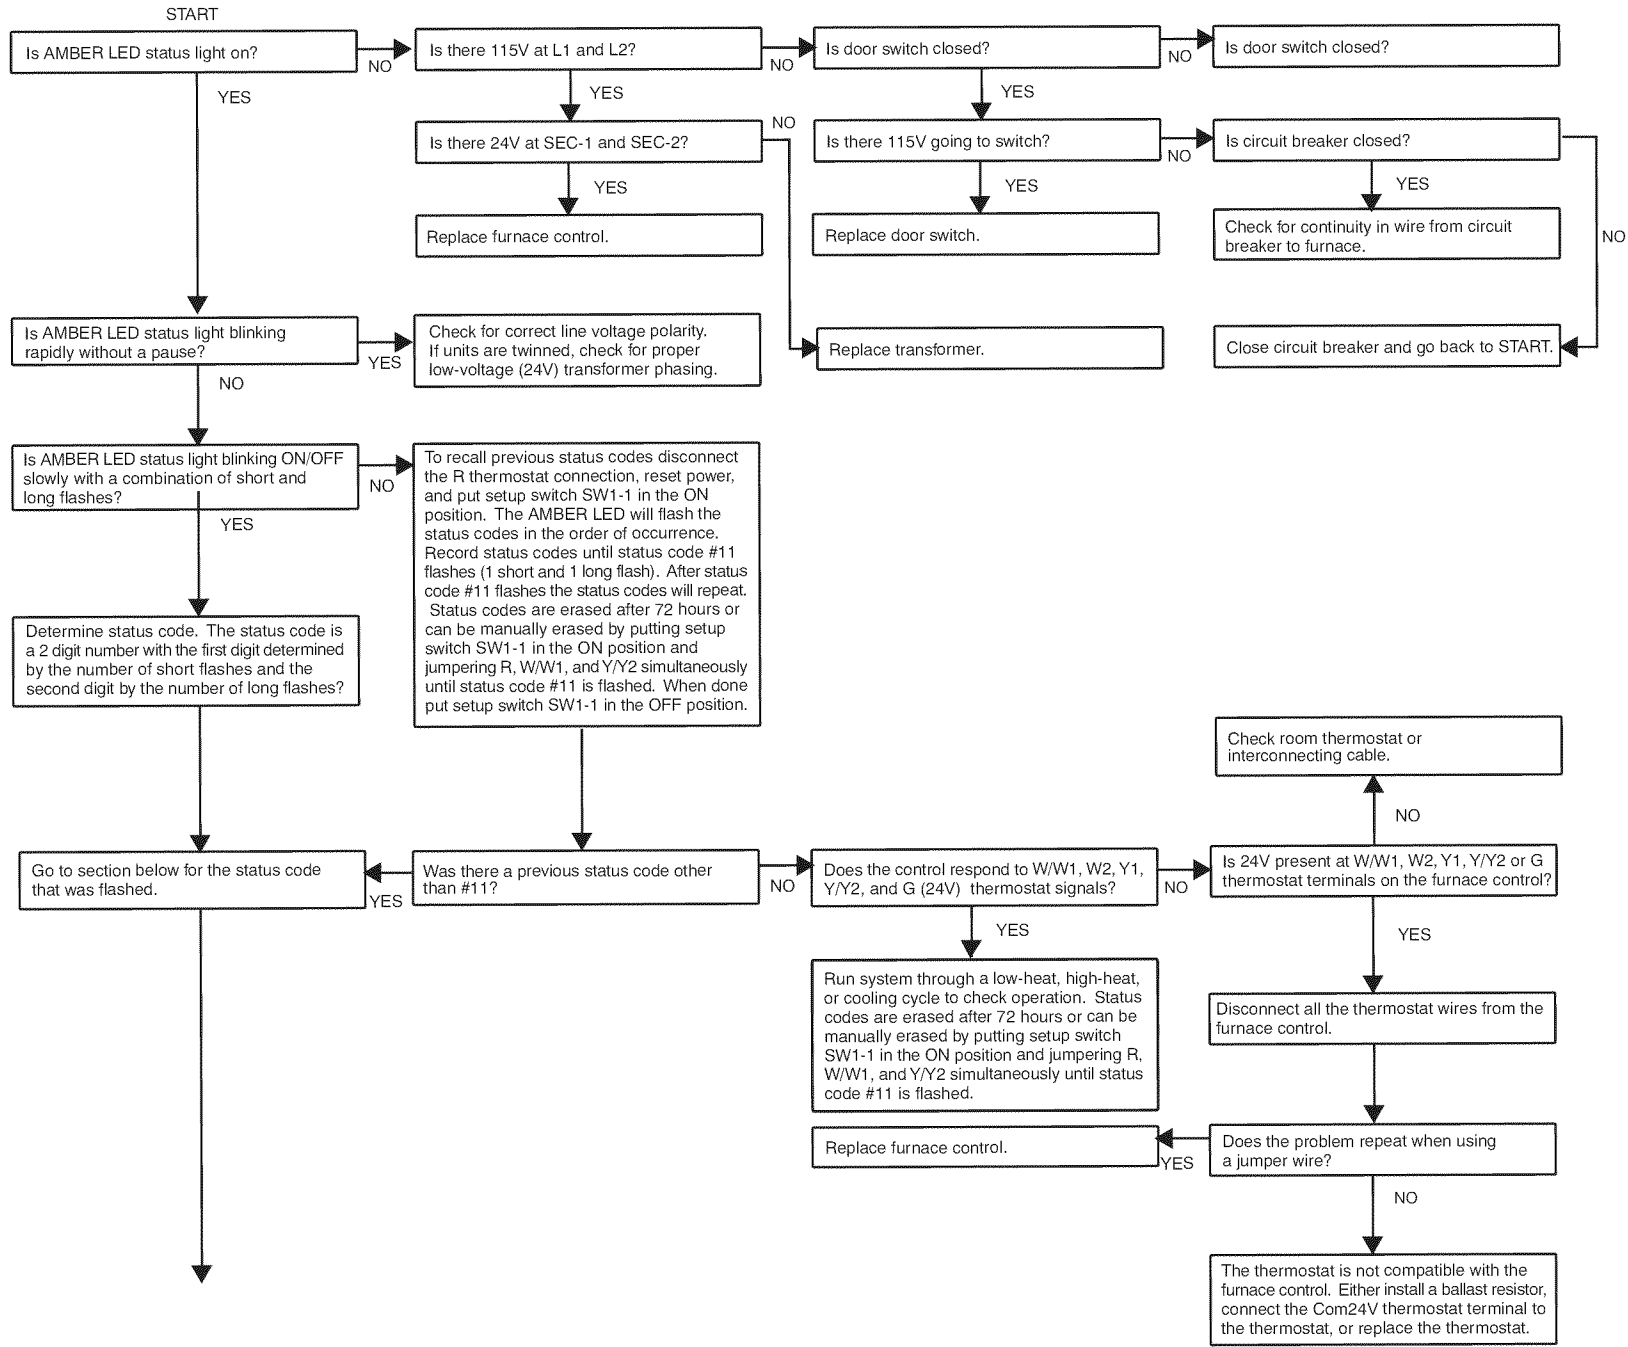 START
Is AMBER LED status light on?
NO
Is there 115V at L1 and L2?
NO
Is door switch closed?
NO
Is door switch closed?
YES
YES
YES
Is there 24V at SEC-1 and SEC-2?
NO
Is there 115V going to switch?
NO
Is circuit breaker closed?
YES
YES
YES
NO
Replace furnace control.
Replace door switch.
Check for continuity in wire from circuit
breaker to furnace.
Is AMBER LED status light blinking
rapidly without a pause?
YES
Check for correct line voltage polarity.
If units are twinned, check for proper
low-voltage (24V) transformer phasing.
Replace transformer.
Close circuit breaker and go back to START.
NO
Is AMBER LED status light blinking ON/OFF
slowly with a combination of short and
long flashes?
NO
YES
To recall previous status codes disconnect
the R thermostat connection, reset power,
and put setup switch SW1-1 in the ON
position. The AMBER LED will flash the
status codes in the order of occurrence.
Record status codes until status code #11
flashes (1 short and 1 long flash). After status
code #11 flashes the status codes will repeat.
Status codes are erased after 72 hours or
can be manually erased by putting setup
switch SW1-1 in the ON position and
jumpering R, W/W1, and Y/Y2 simultaneously
until status code #11 is flashed. When done
put setup switch SW1-1 in the OFF position.
Determine status code. The status code is
a 2 digit number with the first digit determined
by the number of short flashes and the
second digit by the number of long flashes?
Check room thermostat or
interconnecting cable.
NO
Go to section below for the status code
that was flashed.
YES
Was there a previous status code other
than #11?
NO
Does the control respond to W/W1, W2, Y1,
Y/Y2, and G (24V) thermostat signals?
NO
Is 24V present at W/W1, W2, Y1, Y/Y2 or G
thermostat terminals on the furnace control?
YES
YES
Run system through a low-heat, high-heat,
or cooling cycle to check operation. Status
codes are erased after 72 hours or can be
manually erased by putting setup switch
SW1-1 in the ON position and jumpering R,
W/W1, and Y/Y2 simultaneously until status
code #11 is flashed.
Disconnect all the thermostat wires from the
furnace control.
Replace furnace control.
YES
Does the problem repeat when using
a jumper wire?
NO
The thermostat is not compatible with the
furnace control. Either install a ballast resistor,
connect the Com24V thermostat terminal to
the thermostat, or replace the thermostat.